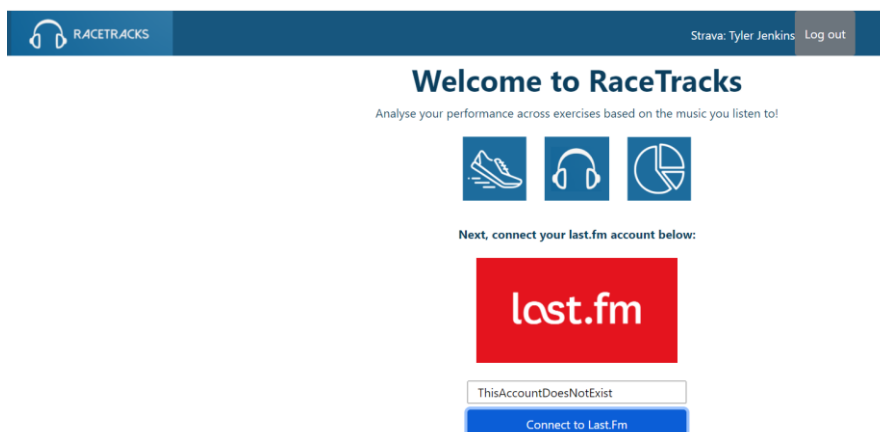 RACETRACKS
Strava: Tyler Jenkins Log out
Welcome to RaceTracks
Analyse your performance across exercises based on the music you listen to!
Next, connect your last.fm account below:
last.fm
ThisAccountDoesNotExist
Connect to Last.Fm